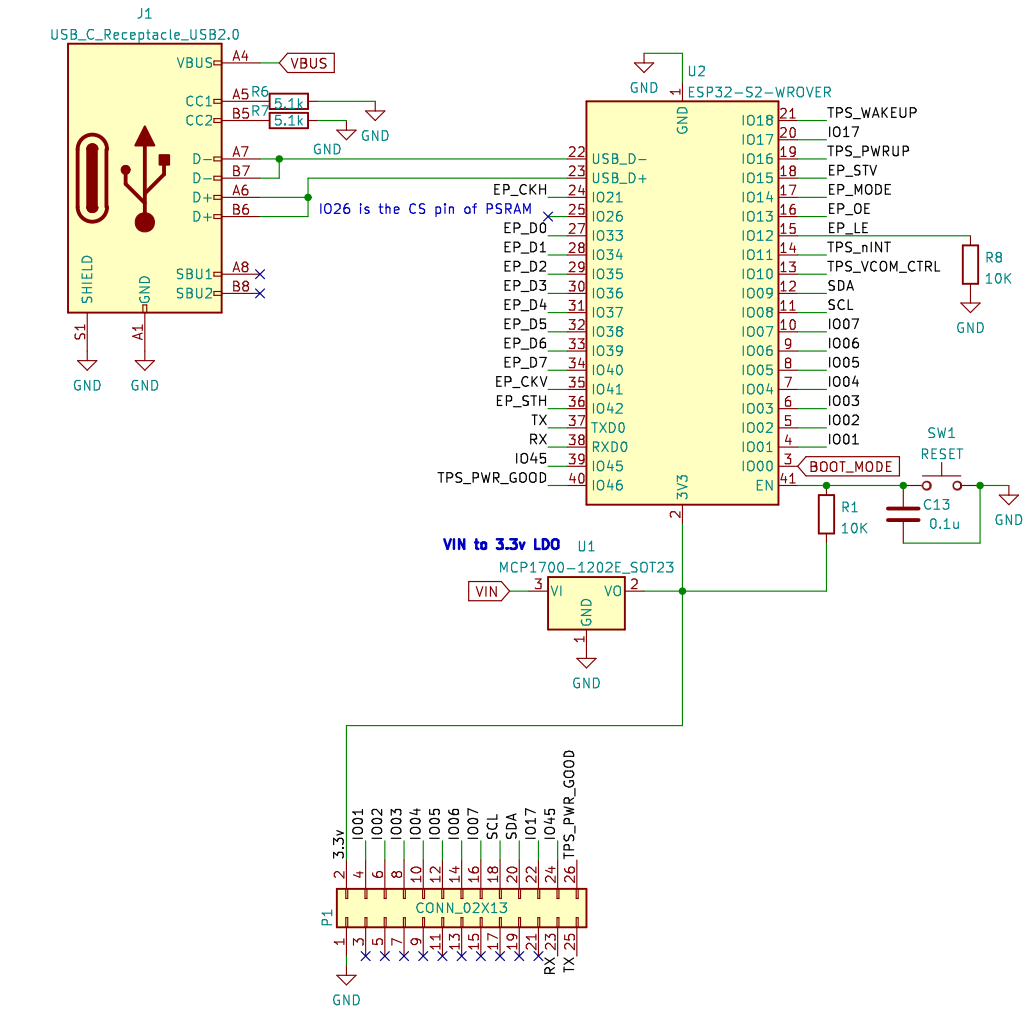 J1
USB_C_Receptacle_USB2.0
VBUS A4 VBUS
CC1 A5 R6 5.1k GND
CC2 B5 R7 5.1k GND
D- A7
D- B7
D+ A6
D+ B6
SBU1 A8
SBU2 B8
SHIELD GND
S1 A1
GND GND
IO26 is the CS pin of PSRAM
GND
U2
ESP32-S2-WROVER
1
GND
22 USB_D-
23 USB_D+
EP_CKH 24 IO21
25 IO26
EP_D0 27 IO33
EP_D1 28 IO34
EP_D2 29 IO35
EP_D3 30 IO36
EP_D4 31 IO37
EP_D5 32 IO38
EP_D6 33 IO39
EP_D7 34 IO40
EP_CKV 35 IO41
EP_STH 36 IO42
TX 37 TXD0
RX 38 RXD0
IO45 39 IO45
TPS_PWR_GOOD 40 IO46
IO18 21 TPS_WAKEUP
IO17 20 IO17
IO16 19 TPS_PWRUP
IO15 18 EP_STV
IO14 17 EP_MODE
IO13 16 EP_OE
IO12 15 EP_LE
IO11 14 TPS_nINT
IO10 13 TPS_VCOM_CTRL
IO09 12 SDA
IO08 11 SCL
IO07 10 IO07
IO06 9 IO06
IO05 8 IO05
IO04 7 IO04
IO03 6 IO03
IO02 5 IO02
IO01 4 IO01
IO00 3 BOOT_MODE
EN 41
3V3
2
R8
10K
GND
SW1
RESET
R1
10K
C13
0.1u
GND
VIN to 3.3v LDO
U1
MCP1700-1202E_SOT23
VIN 3 VI VO 2
GND
1
GND
3.3v IO01 IO02 IO03 IO04 IO05 IO06 IO07 SCL SDA IO17 IO45 TPS_PWR_GOOD
2 4 6 8 10 12 14 16 18 20 22 24 26
P1 CONN_02X13
1 3 5 7 9 11 13 15 17 19 21 23 25
RX TX
GND